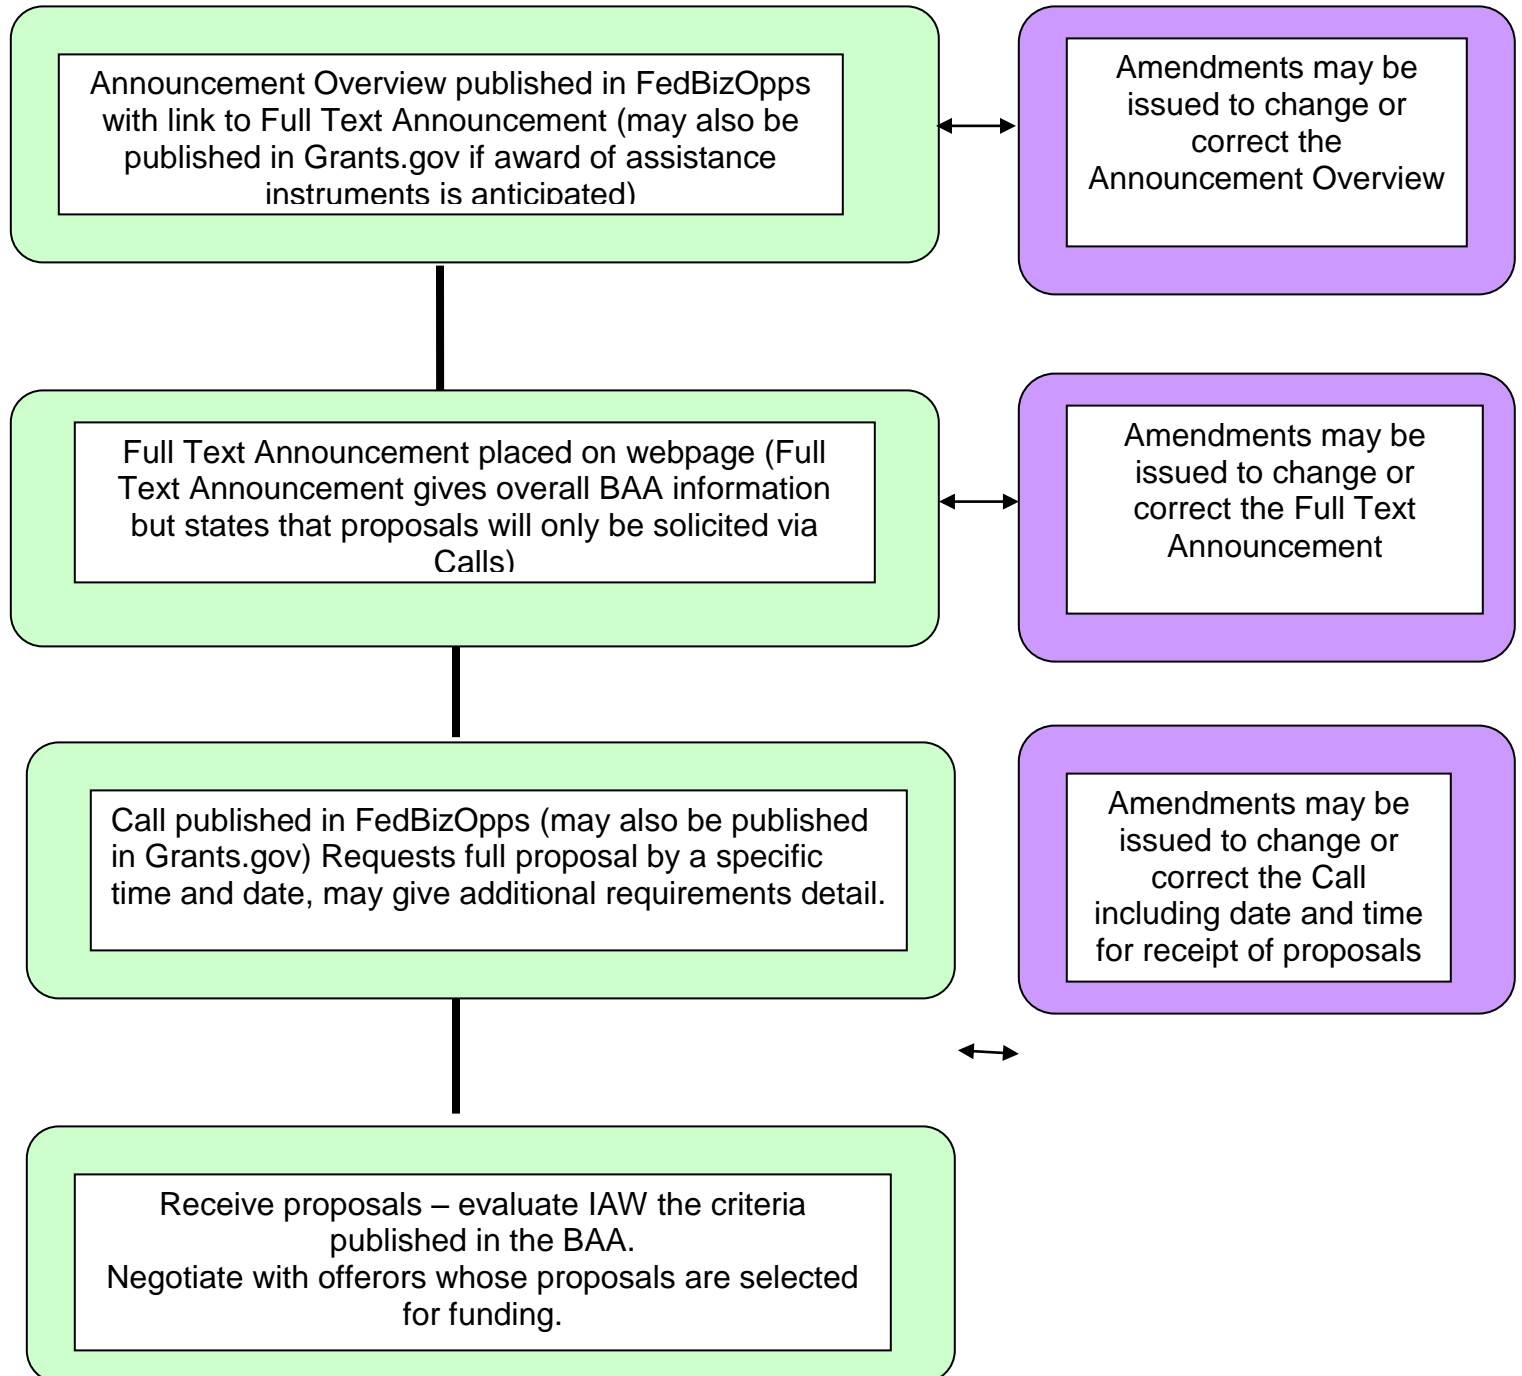 Announcement Overview published in FedBizOpps
with link to Full Text Announcement (may also be
published in Grants.gov if award of assistance
instruments is anticipated)
Amendments may be
issued to change or
correct the
Announcement Overview
Full Text Announcement placed on webpage (Full
Text Announcement gives overall BAA information
but states that proposals will only be solicited via
Calls)
Amendments may be
issued to change or
correct the Full Text
Announcement
Call published in FedBizOpps (may also be published
in Grants.gov) Requests full proposal by a specific
time and date, may give additional requirements detail.
Amendments may be
issued to change or
correct the Call
including date and time
for receipt of proposals
Receive proposals – evaluate IAW the criteria
published in the BAA.
Negotiate with offerors whose proposals are selected
for funding.